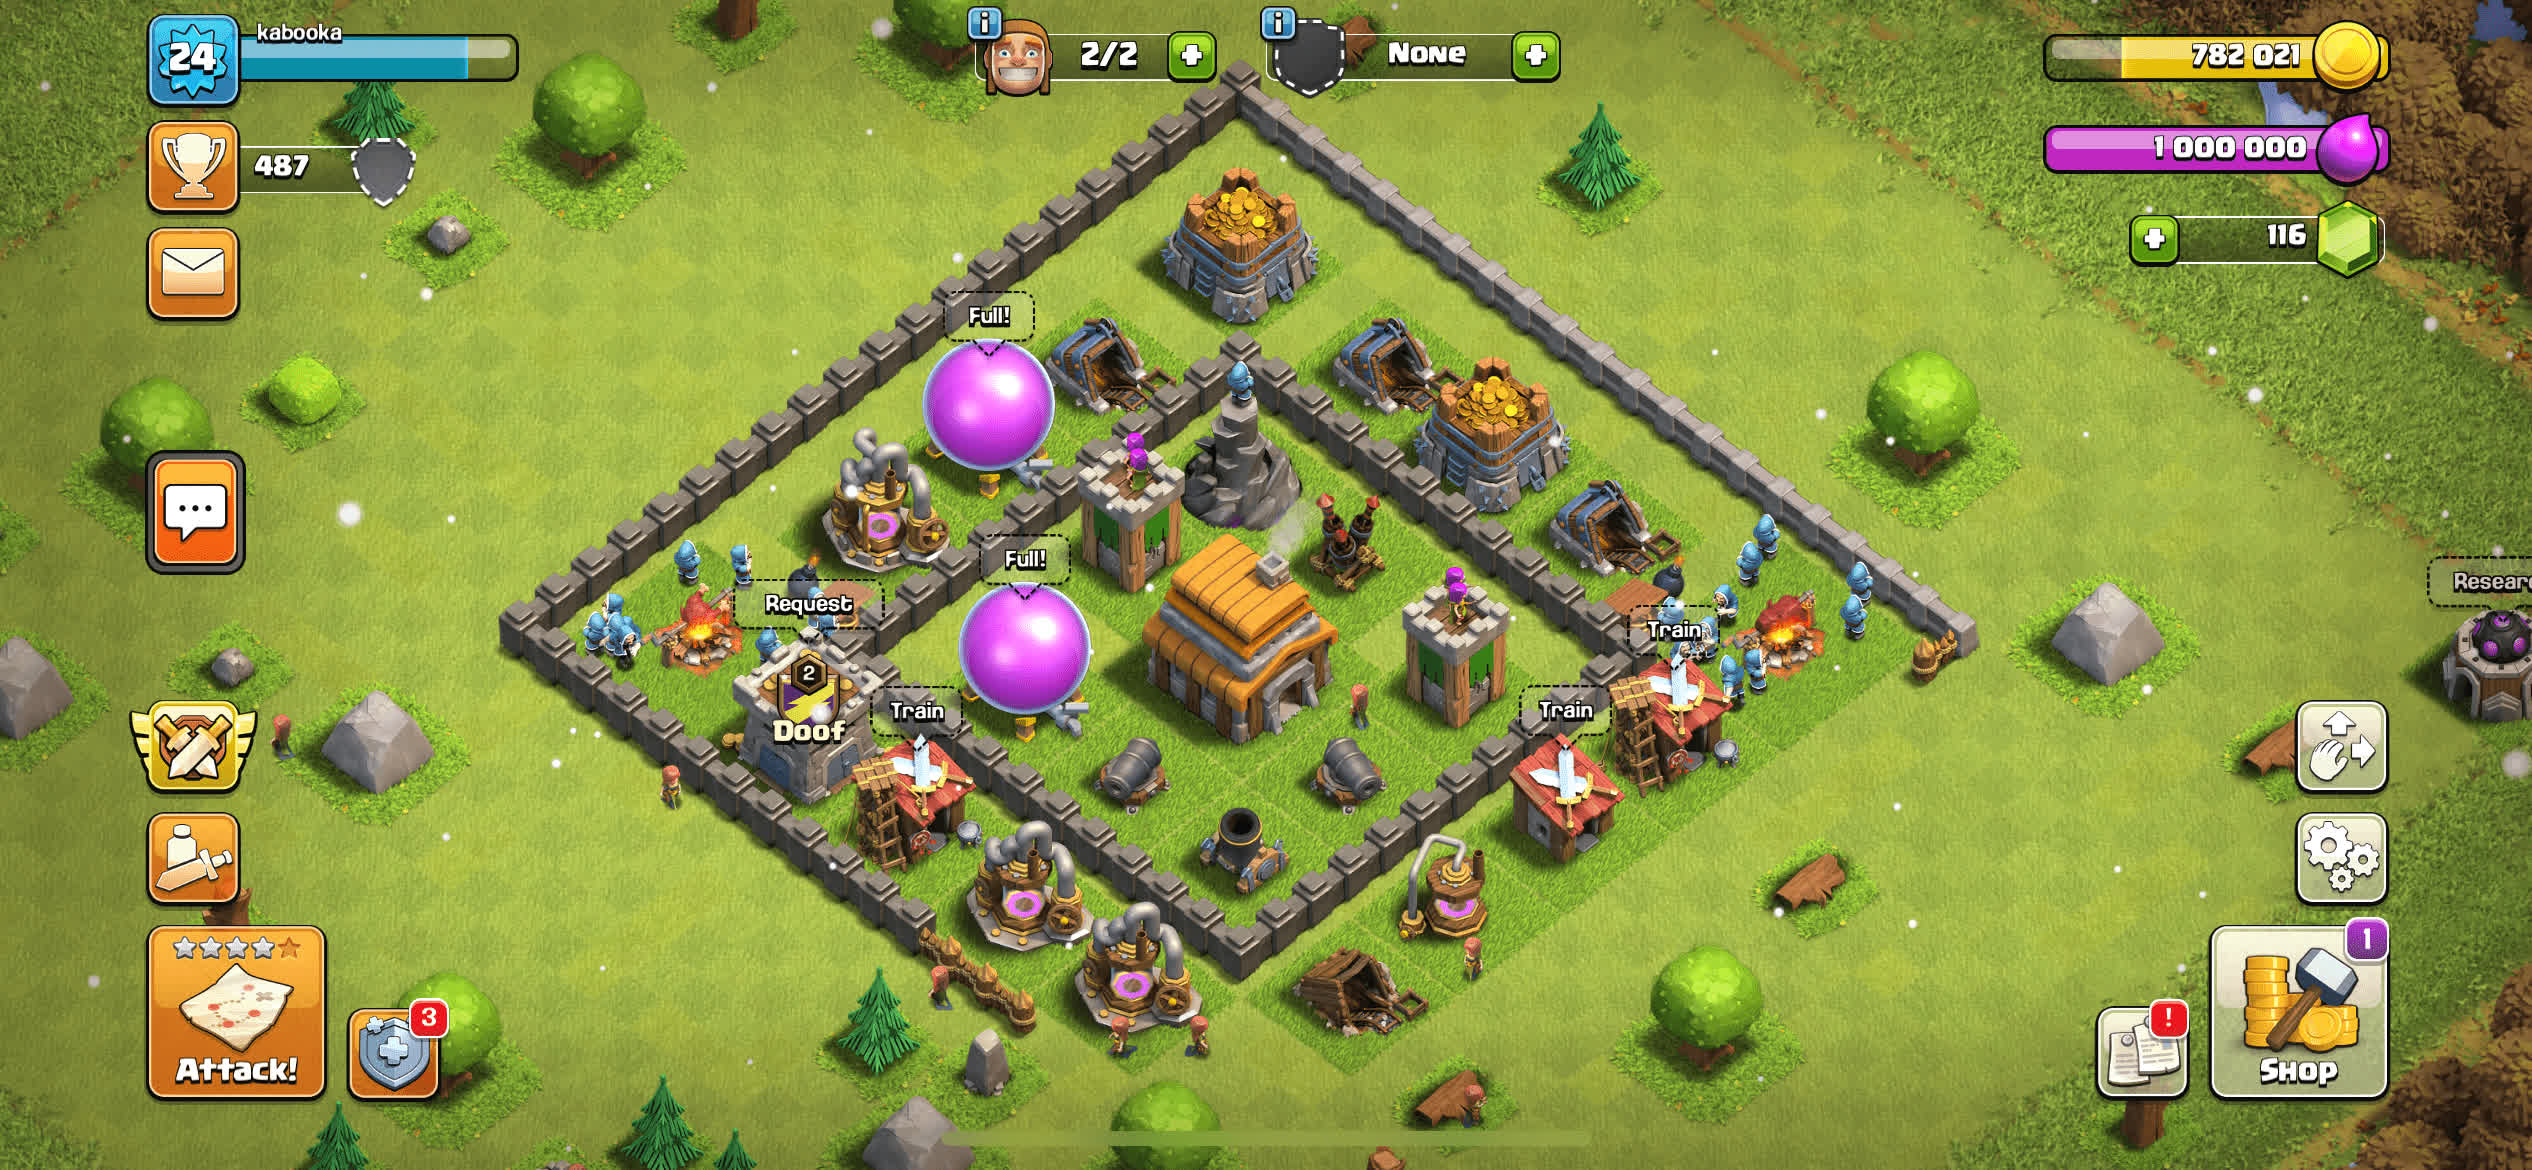 24
kabooka
2/2
None
782 021
487
1 000 000
116
Full!
Full!
Request
Train
Resear
2
Doof
Train
Train
Attack!
3
1
!
Shop